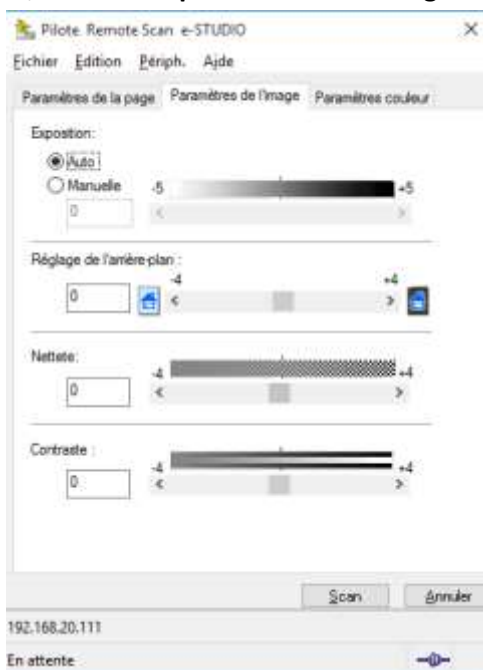 Pilote Remote Scan e-STUDIO
Fichier Edition Périph. Ajde
Paramètres de la page Paramètres de l'image Paramètres couleur
Exposition:
Auto
Manuelle -5 +5
0
Réglage de l'arrière-plan :
-4 +4
0
Nettete:
-4 +4
0
Contraste :
-4 +4
0
Scan Annuler
192.168.20.111
En attente